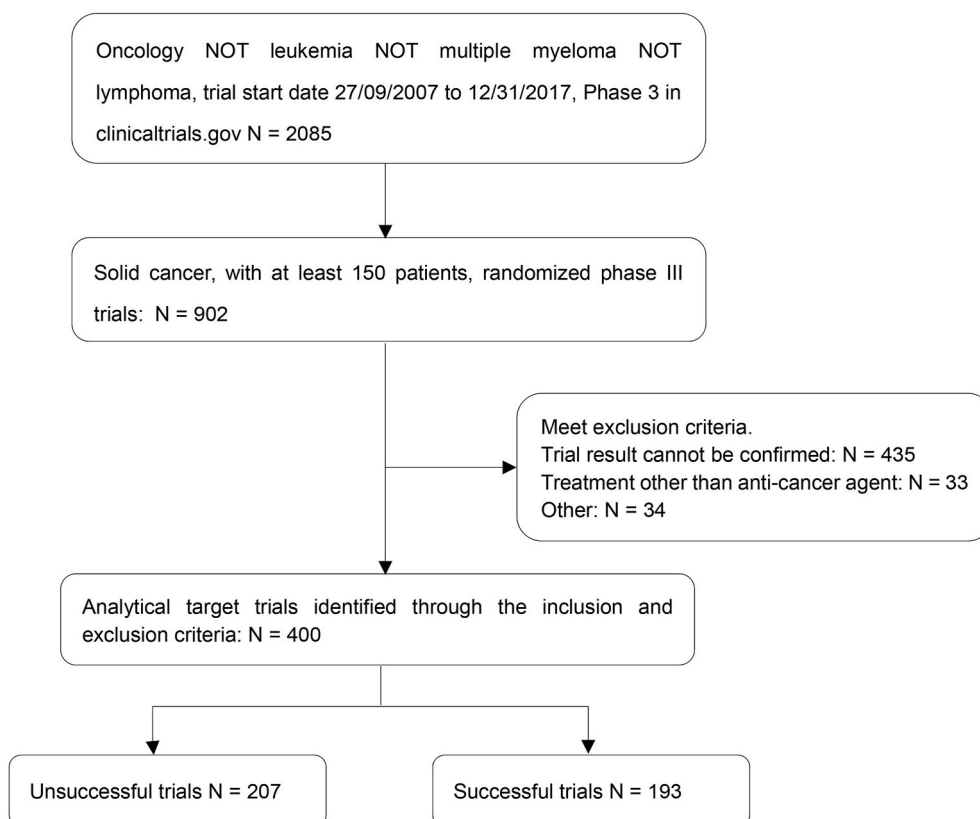 Oncology NOT leukemia NOT multiple myeloma NOT
lymphoma, trial start date 27/09/2007 to 12/31/2017, Phase 3 in
clinicaltrials.gov N = 2085
Solid cancer, with at least 150 patients, randomized phase III
trials: N = 902
Meet exclusion criteria.
Trial result cannot be confirmed: N = 435
Treatment other than anti-cancer agent: N = 33
Other: N = 34
Analytical target trials identified through the inclusion and
exclusion criteria: N = 400
Unsuccessful trials N = 207
Successful trials N = 193